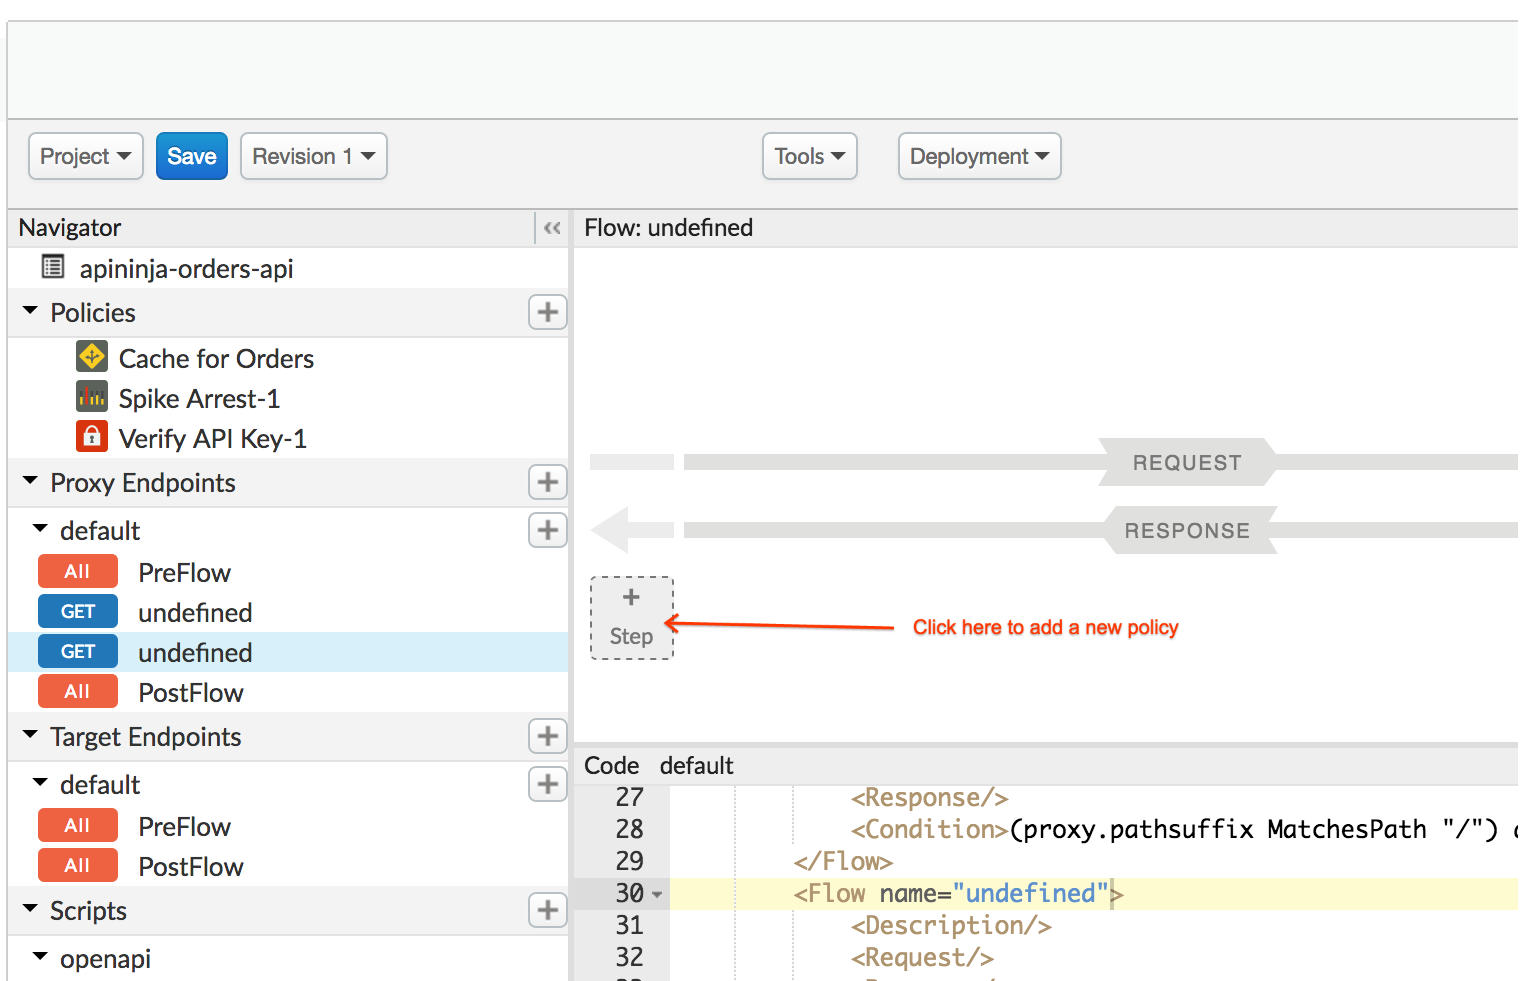 Project
Save
Revision 1
Tools
Deployment
Navigator
«
Flow: undefined
apininja-orders-api
Policies
+
Cache for Orders
Spike Arrest-1
Verify API Key-1
REQUEST
Proxy Endpoints
+
default
+
RESPONSE
All PreFlow
GET undefined
GET undefined
All PostFlow
+
Step
Click here to add a new policy
Target Endpoints
+
default
+
All PreFlow
All PostFlow
Scripts
+
openapi
Code default
27 <Response/>
28 <Condition>(proxy.pathsuffix MatchesPath "/")
29 </Flow>
30 <Flow name="undefined">
31 <Description/>
32 <Request/>